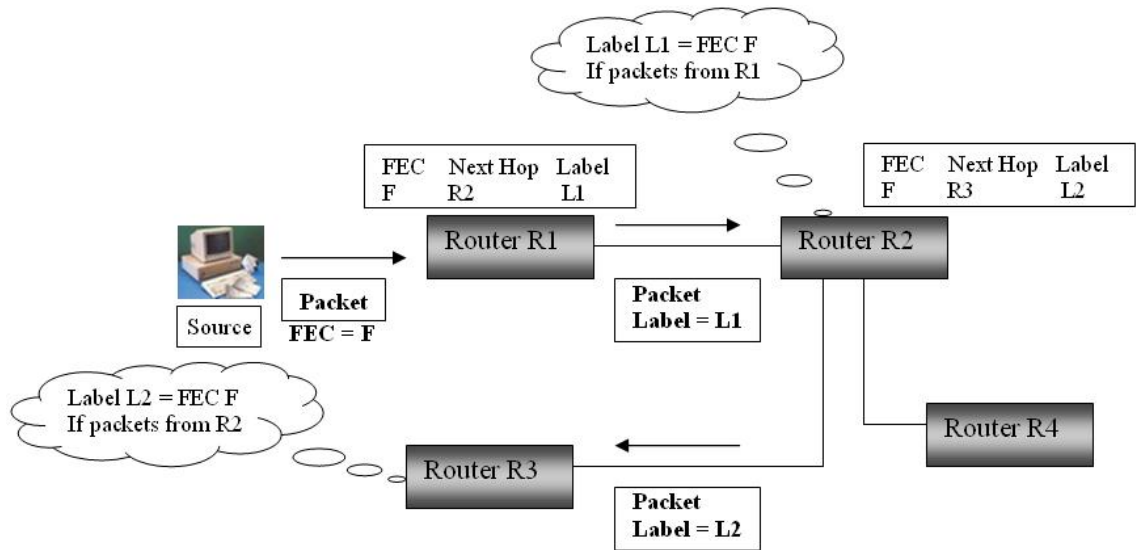 Label L1 = FEC F
If packets from R1
FEC Next Hop Label
F R2 L1
FEC Next Hop Label
F R3 L2
Router R1
Router R2
Packet
FEC = F
Source
Packet
Label = L1
Label L2 = FEC F
If packets from R2
Router R4
Router R3
Packet
Label = L2